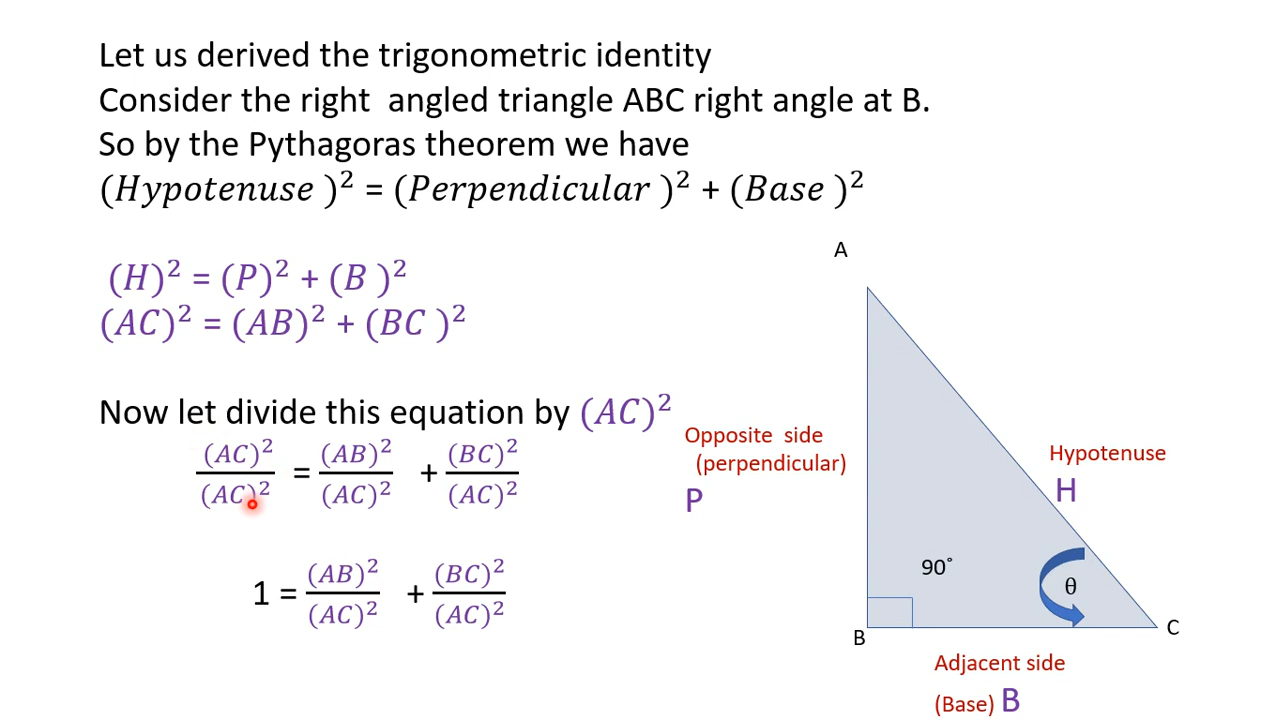 Let us derived the trigonometric identity
Consider the right angled triangle ABC right angle at B.
So by the Pythagoras theorem we have
(Hypotenuse )² = (Perpendicular )² + (Base )²
(H)² = (P)² + (B )²
(AC)² = (AB)² + (BC )²
Now let divide this equation by (AC)²
(AC)²/(AC)² = (AB)²/(AC)² + (BC)²/(AC)²
1 = (AB)²/(AC)² + (BC)²/(AC)²
A
Opposite side
(perpendicular)
P
Hypotenuse
H
90°
θ
B
C
Adjacent side
(Base) B